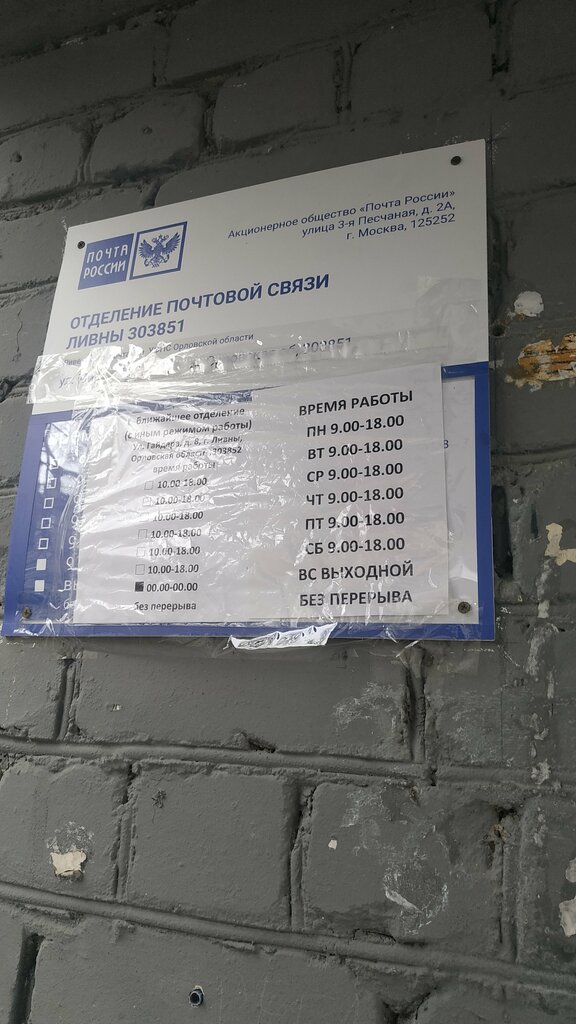 ПОЧТА
РОССИИ
Акционерное общество «Почта России»
улица 3-я Песчаная, д. 2А,
г. Москва, 125252
ОТДЕЛЕНИЕ ПОЧТОВОЙ СВЯЗИ
ЛИВНЫ 303851
Орловской области
303851
ближайшее отделение
(с иным режимом работы)
ул. Гайдара, д. 8, г. Ливны,
Орловская область, 303852
время работы
10.00-18.00
10.00-18.00
10.00-18.00
10.00-18.00
10.00-18.00
10.00-18.00
00.00-00.00
без перерыва
ВРЕМЯ РАБОТЫ
ПН 9.00-18.00
ВТ 9.00-18.00
СР 9.00-18.00
ЧТ 9.00-18.00
ПТ 9.00-18.00
СБ 9.00-18.00
ВС ВЫХОДНОЙ
БЕЗ ПЕРЕРЫВА